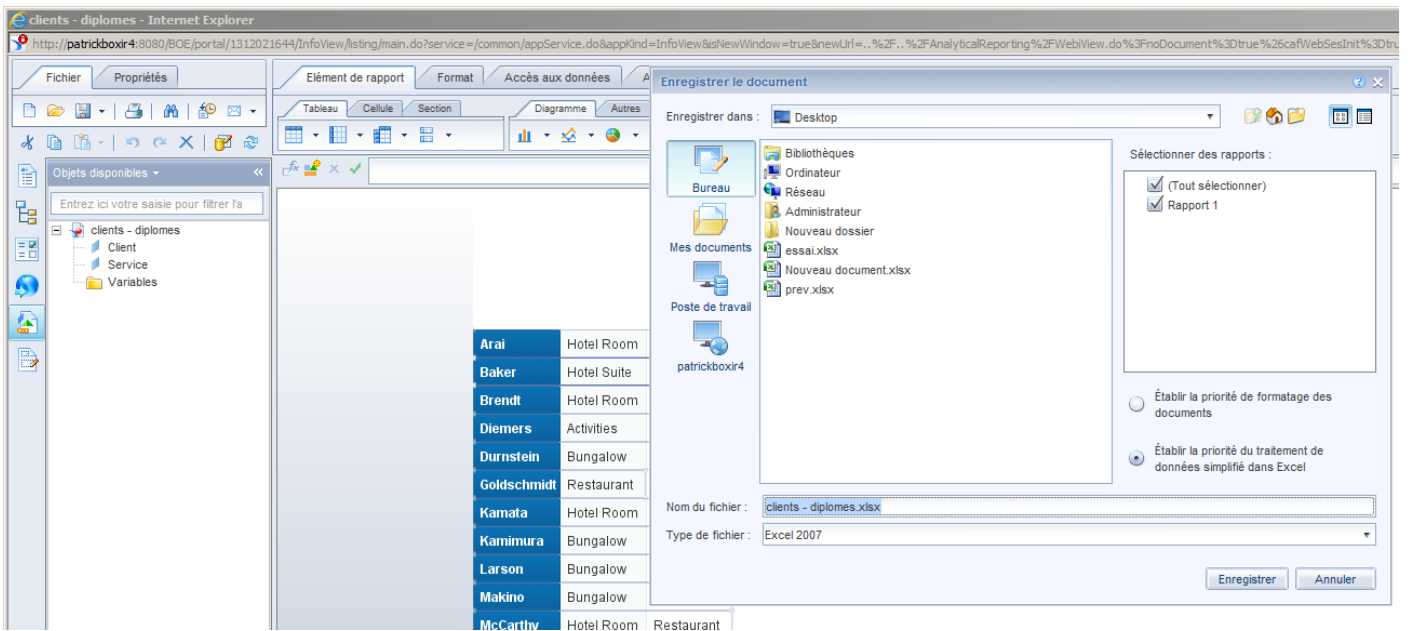 clients - diplomes - Internet Explorer
http://patrickboxir4:8080/BOE/portal/1312021644/InfoView/listing/main.do?service=/common/appService.do&appKind=InfoView&isNewWindow=true&newUrl=..%2F..%2FAnalyticalReporting%2FWebiView.do%3FnoDocument%3Dtrue%26cafWebSesInit%3Dtru
Fichier Propriétés
Elément de rapport Format Accès aux données A
Tableau Cellule Section Diagramme Autres
Objets disponibles
Entrez ici votre saisie pour filtrer l'a
clients - diplomes
Client
Service
Variables
Arai Hotel Room
Baker Hotel Suite
Brendt Hotel Room
Diemers Activities
Durnstein Bungalow
Goldschmidt Restaurant
Kamata Hotel Room
Kamimura Bungalow
Larson Bungalow
Makino Bungalow
McCarthy Hotel Room Restaurant
Enregistrer le document
Enregistrer dans : Desktop
Bureau
Mes documents
Poste de travail
patrickboxir4
Bibliothèques
Ordinateur
Réseau
Administrateur
Nouveau dossier
essai.xlsx
Nouveau document.xlsx
prev.xlsx
Sélectionner des rapports :
(Tout sélectionner)
Rapport 1
Établir la priorité de formatage des
documents
Établir la priorité du traitement de
données simplifié dans Excel
Nom du fichier : clients - diplomes.xlsx
Type de fichier : Excel 2007
Enregistrer Annuler